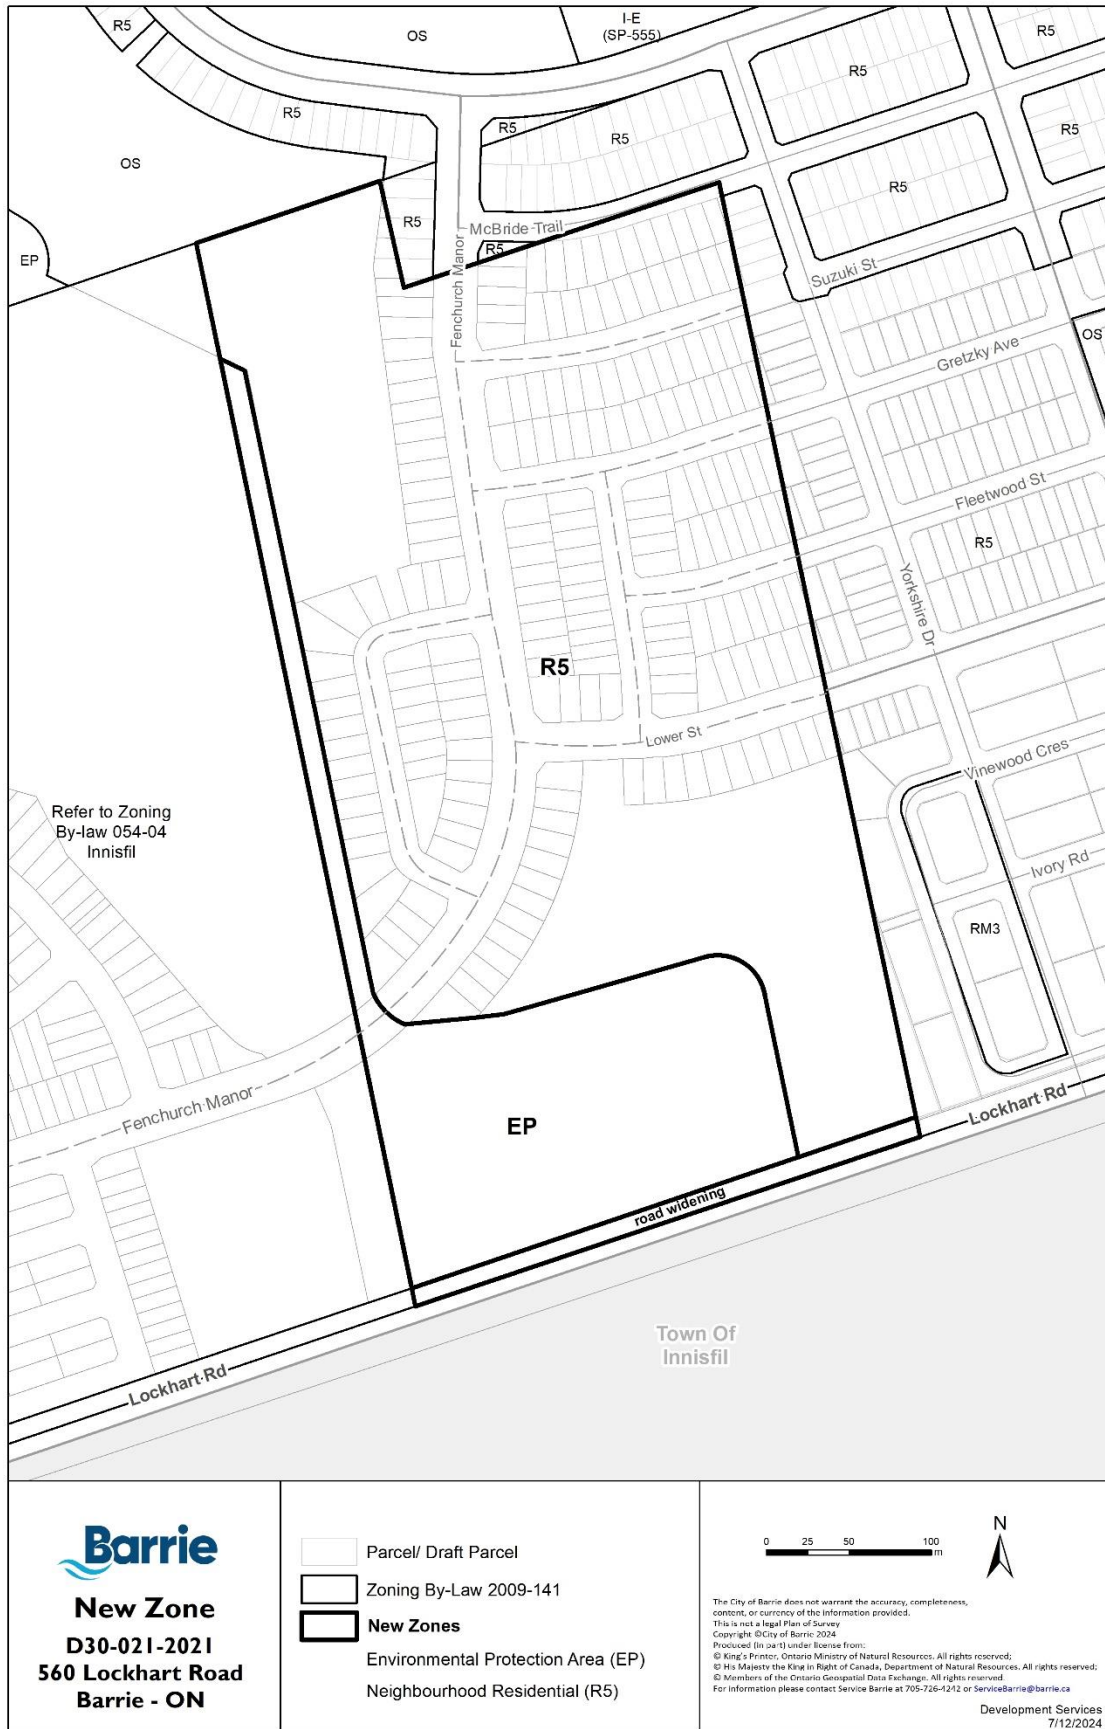 R5
OS
I-E
(SP-555)
R5
R5
R5
R5
R5
R5
OS
R5
R5
R5
McBride Trail
R5
EP
Fenchurch Manor
Suzuki St
OS
Gretzky Ave
Fleetwood St
R5
Yorkshire Dr
R5
Lower St
Vinewood Cres
Refer to Zoning
By-law 054-04
Innisfil
Ivory Rd
RM3
Fenchurch Manor
EP
Lockhart Rd
road widening
Town Of
Innisfil
Lockhart Rd
Barrie
New Zone
D30-021-2021
560 Lockhart Road
Barrie - ON
Parcel/ Draft Parcel
Zoning By-Law 2009-141
New Zones
Environmental Protection Area (EP)
Neighbourhood Residential (R5)
0 25 50 100
m
N
The City of Barrie does not warrant the accuracy, completeness,
content, or currency of the information provided.
This is not a legal Plan of Survey
Copyright ©City of Barrie 2024
Produced (in part) under license from:
© King's Printer, Ontario Ministry of Natural Resources. All rights reserved;
© His Majesty the King in Right of Canada, Department of Natural Resources. All rights reserved;
© Members of the Ontario Geospatial Data Exchange. All rights reserved.
For information please contact Service Barrie at 705-726-4242 or ServiceBarrie@barrie.ca
Development Services
7/12/2024